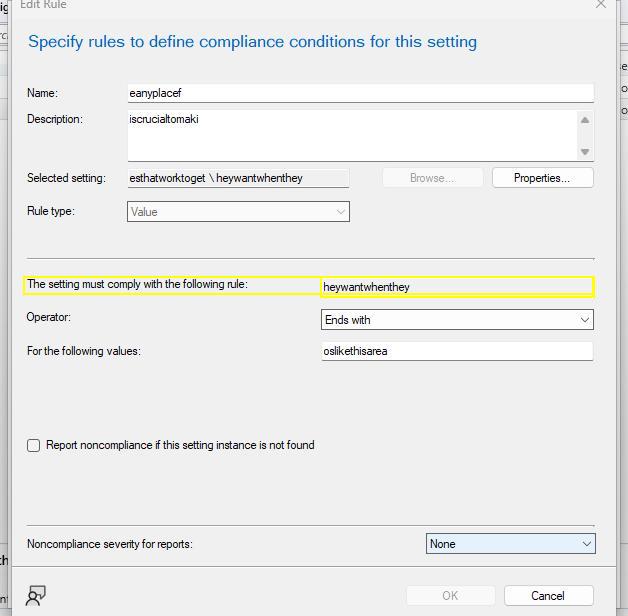 Edit Rule
Specify rules to define compliance conditions for this setting
Name: eanyplacef
Description: iscrucialtomaki
Selected setting: esthatworktoget \ heywantwhenthey Browse... Properties...
Rule type: Value
The setting must comply with the following rule: heywantwhenthey
Operator: Ends with
For the following values: oslikethisarea
Report noncompliance if this setting instance is not found
Noncompliance severity for reports: None
OK Cancel